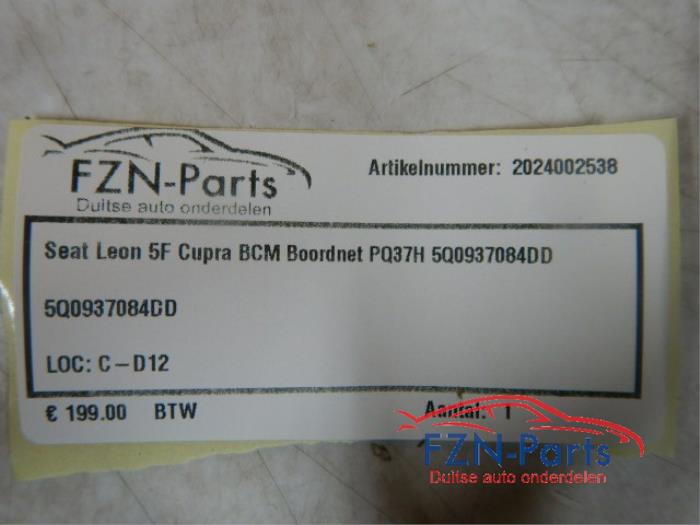 FZN-Parts
Duitse auto onderdelen
Artikelnummer: 2024002538
Seat Leon 5F Cupra BCM Boordnet PQ37H 5Q0937084DD
5Q0937084DD
LOC: C-D12
€ 199.00 BTW Aantal: 1
FZN-Parts
Duitse auto onderdelen